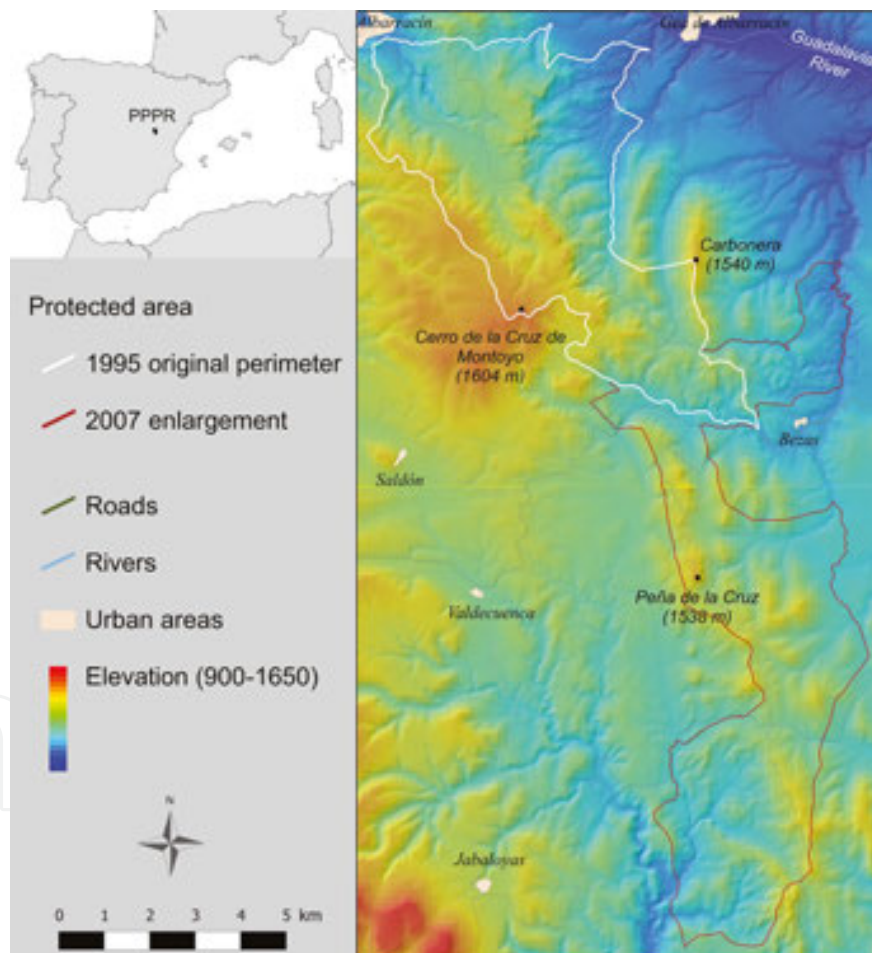 PPPR
Protected area
1995 original perimeter
2007 enlargement
Roads
Rivers
Urban areas
Elevation (900-1650)
N
0 1 2 3 4 5 km
Albarracín
Gea de Albarracín
Guadalaviar
River
Carbonera
(1540 m)
Cerro de la Cruz de
Montoyo
(1604 m)
Bezas
Saldón
Peña de la Cruz
(1538 m)
Valdecuenca
Jabaloyas